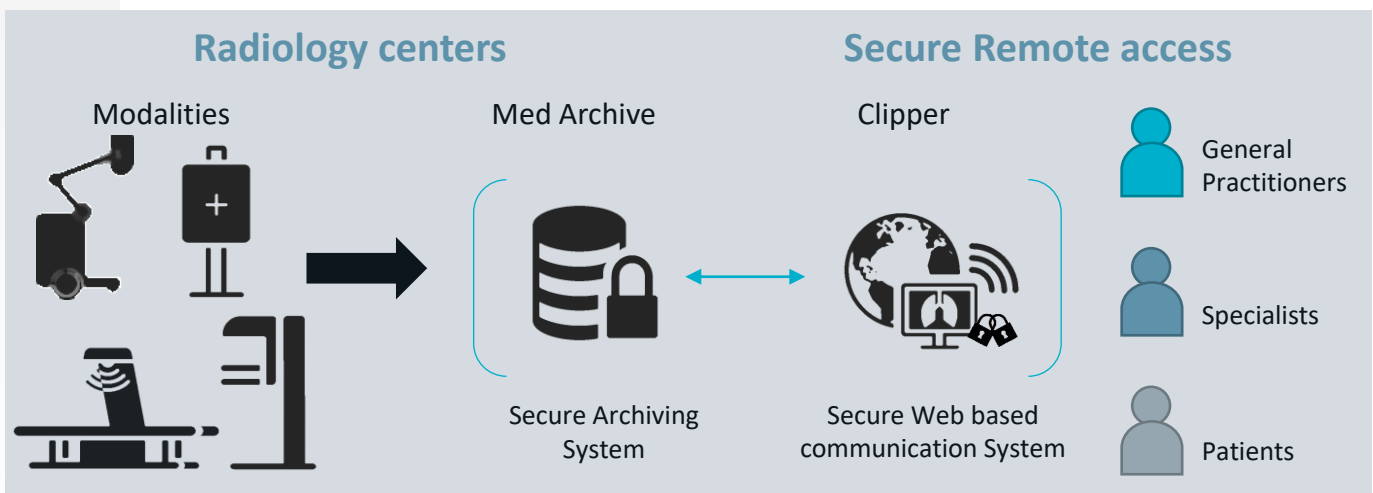 Radiology centers
Secure Remote access
Modalities
Med Archive
Clipper
General
Practitioners
Specialists
Secure Archiving
System
Secure Web based
communication System
Patients